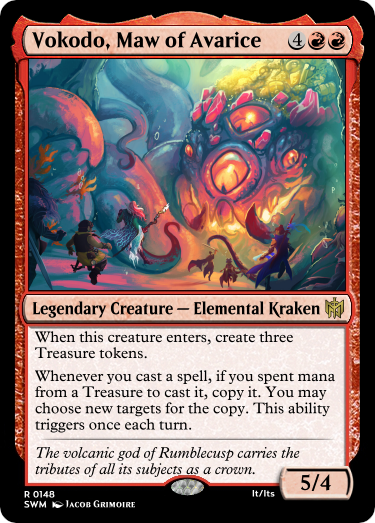 Vokodo, Maw of Avarice 4
Legendary Creature — Elemental Kraken
When this creature enters, create three
Treasure tokens.
Whenever you cast a spell, if you spent mana
from a Treasure to cast it, copy it. You may
choose new targets for the copy. This ability
triggers once each turn.
The volcanic god of Rumblecusp carries the
tributes of all its subjects as a crown.
5/4
R 0148 It/Its
SWM Jacob Grimoire